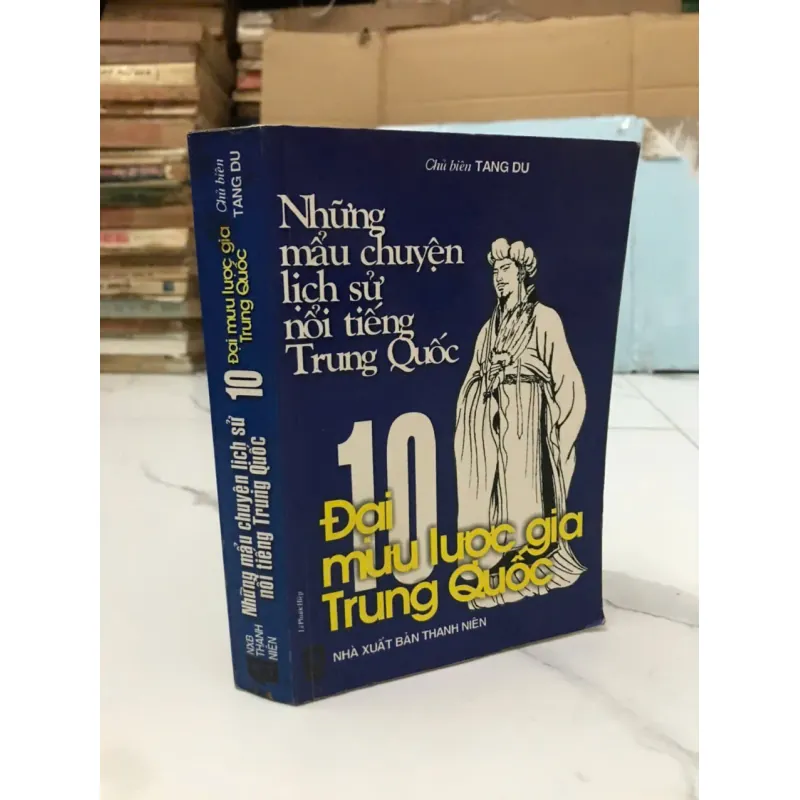 Chủ biên TANG DU
Những
mẩu chuyện
lịch sử
nổi tiếng
Trung Quốc
10
Đại
mưu lược gia
Trung Quốc
NHÀ XUẤT BẢN THANH NIÊN
Chủ biên
TANG DU
10
Đại mưu lược gia
Trung Quốc
Những mẩu chuyện lịch sử
nổi tiếng Trung Quốc
NXB
THANH
NIÊN